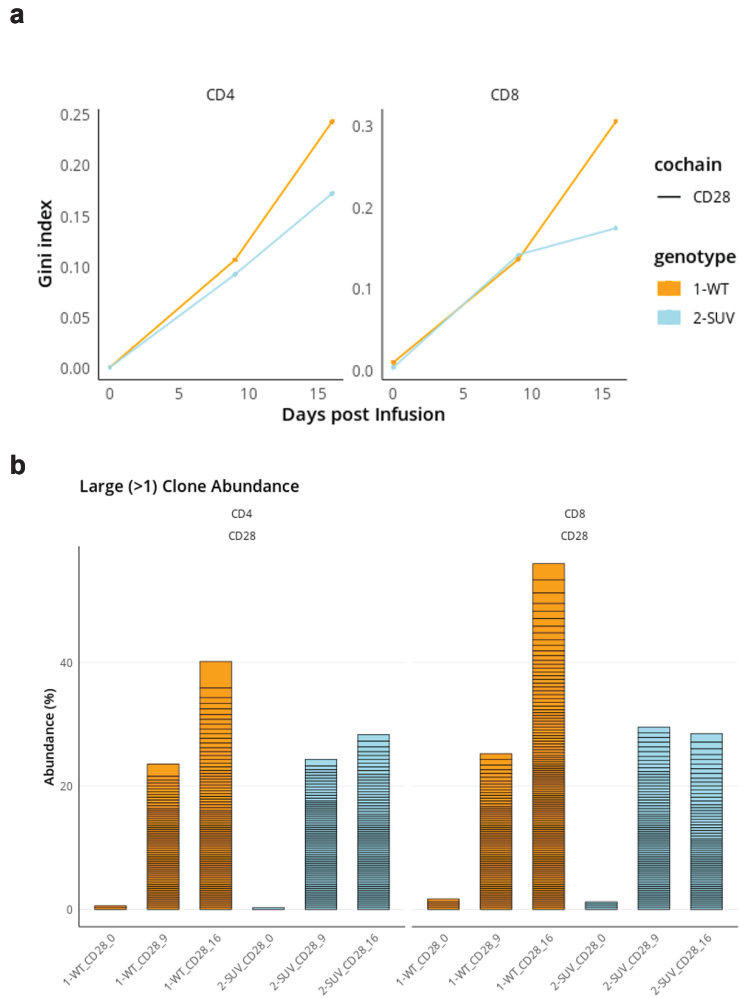 a
CD4
CD8
0.25
0.20
0.15
0.10
0.05
0.00
Gini index
0.3
0.2
0.1
0.0
0 5 10 15
0 5 10 15
Days post Infusion
cochain
CD28
genotype
1-WT
2-SUV
b
Large (>1) Clone Abundance
CD4
CD8
CD28
CD28
40
20
0
Abundance (%)
1-WT_CD28_0
1-WT_CD28_9
1-WT_CD28_16
2-SUV_CD28_0
2-SUV_CD28_9
2-SUV_CD28_16
1-WT_CD28_0
1-WT_CD28_9
1-WT_CD28_16
2-SUV_CD28_0
2-SUV_CD28_9
2-SUV_CD28_16